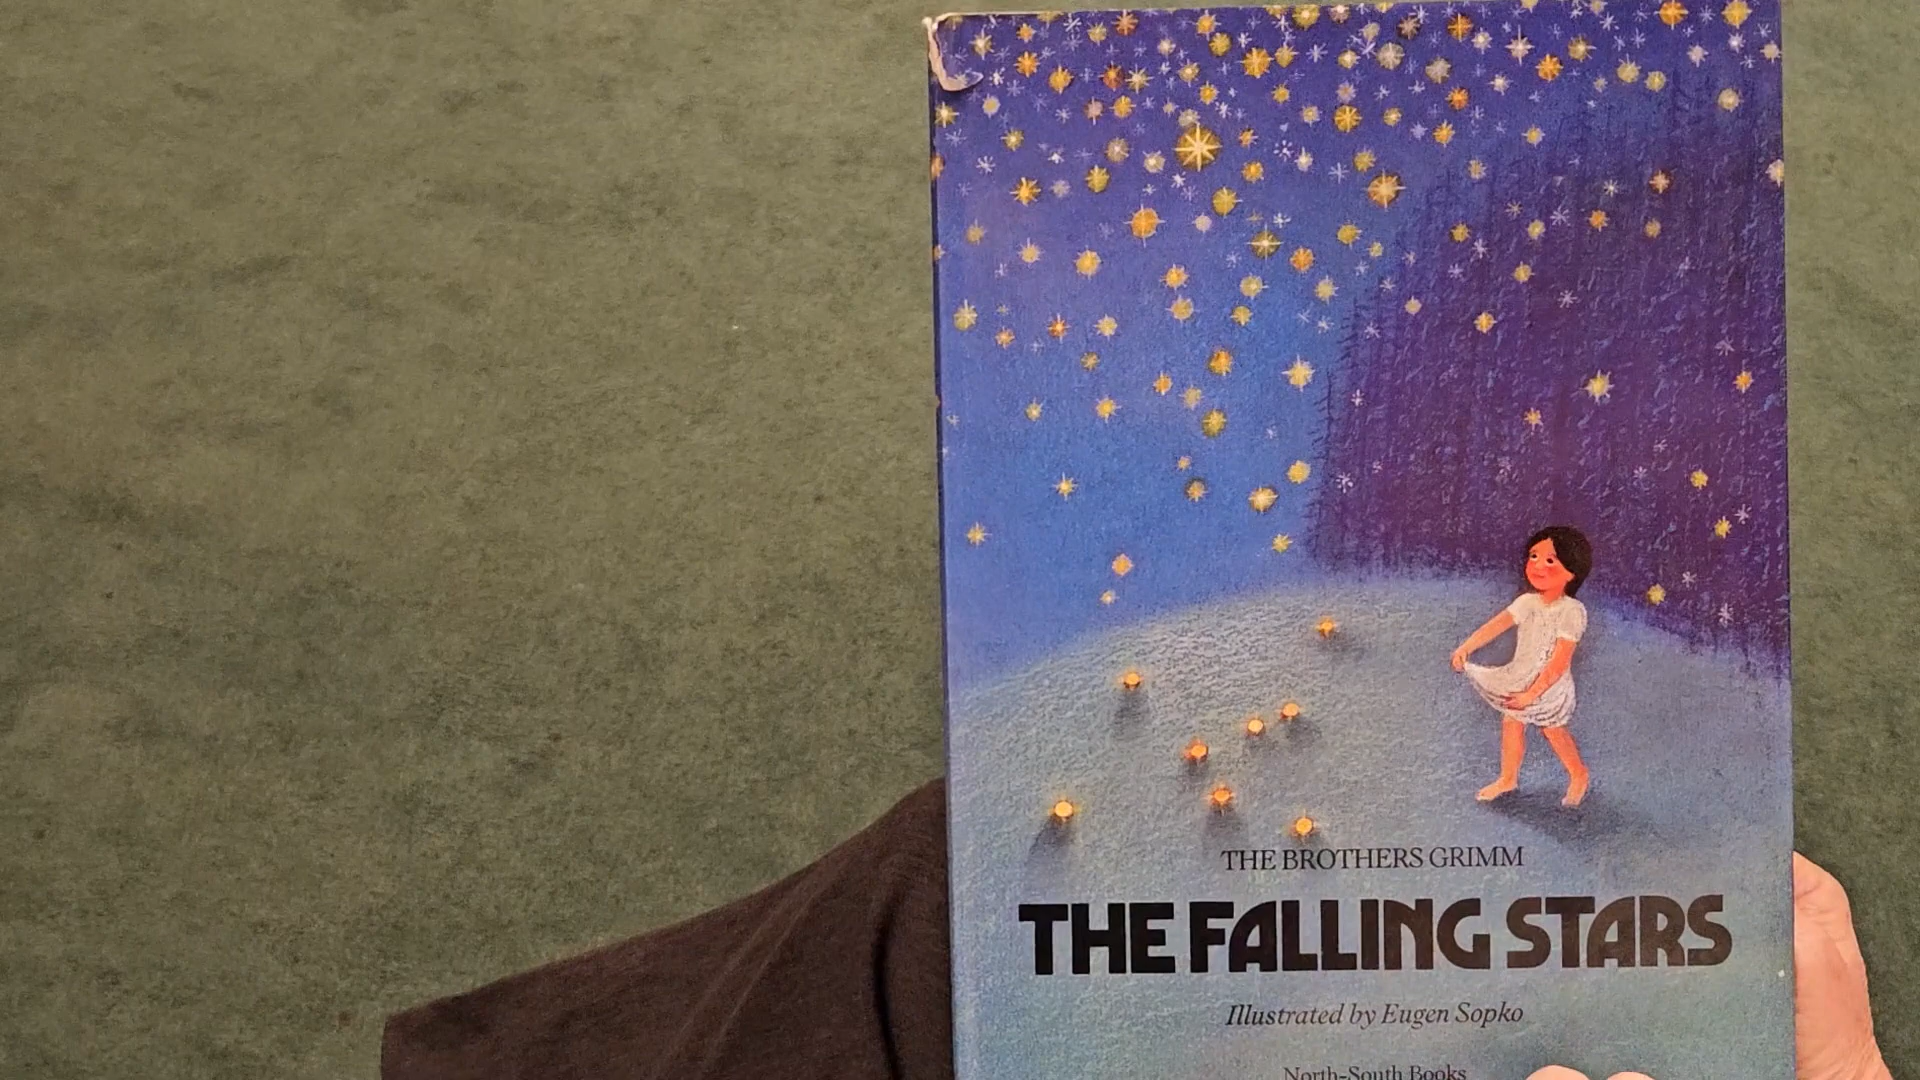 THE BROTHERS GRIMM
THE FALLING STARS
Illustrated by Eugen Sopko
North-South Books